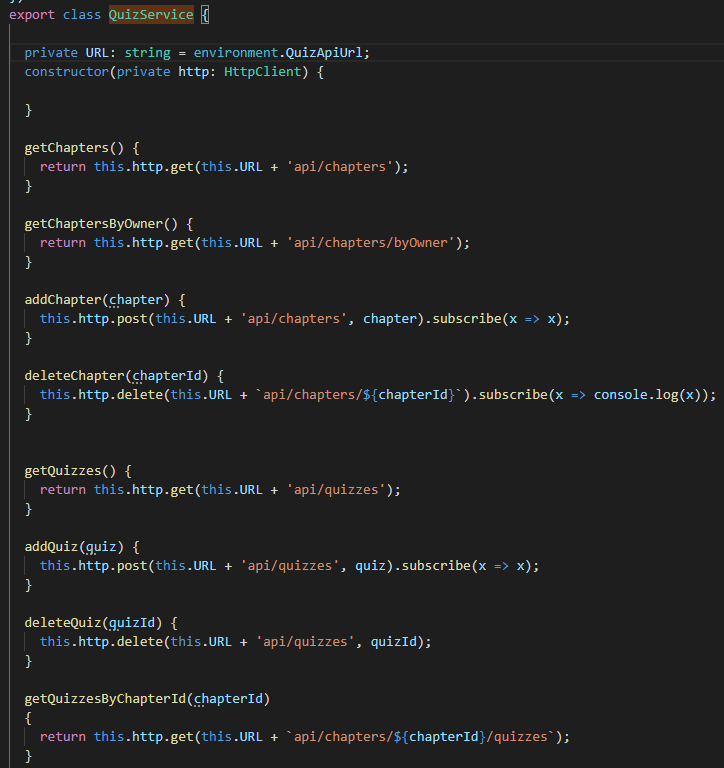 export class QuizService {
private URL: string = environment.QuizApiUrl;
constructor(private http: HttpClient) {
}
getChapters() {
return this.http.get(this.URL + 'api/chapters');
}
getChaptersByOwner() {
return this.http.get(this.URL + 'api/chapters/byOwner');
}
addChapter(chapter) {
this.http.post(this.URL + 'api/chapters', chapter).subscribe(x => x);
}
deleteChapter(chapterId) {
this.http.delete(this.URL + `api/chapters/${chapterId}`).subscribe(x => console.log(x));
}
getQuizzes() {
return this.http.get(this.URL + 'api/quizzes');
}
addQuiz(quiz) {
this.http.post(this.URL + 'api/quizzes', quiz).subscribe(x => x);
}
deleteQuiz(quizId) {
this.http.delete(this.URL + 'api/quizzes', quizId);
}
getQuizzesByChapterId(chapterId)
{
return this.http.get(this.URL + `api/chapters/${chapterId}/quizzes`);
}